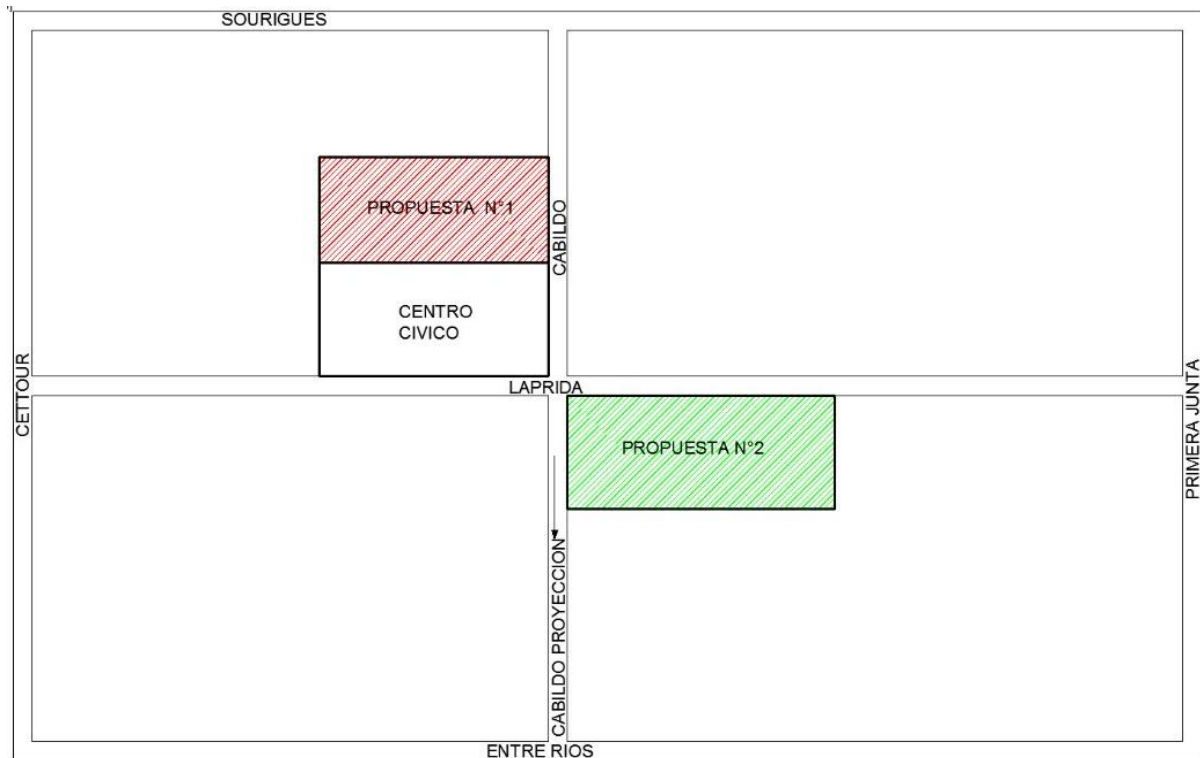 SOURIGUES
PROPUESTA N°1
CABILDO
CENTRO
CIVICO
CETTOUR
LAPRIDA
PRIMERA JUNTA
PROPUESTA N°2
CABILDO PROYECCION
ENTRE RIOS